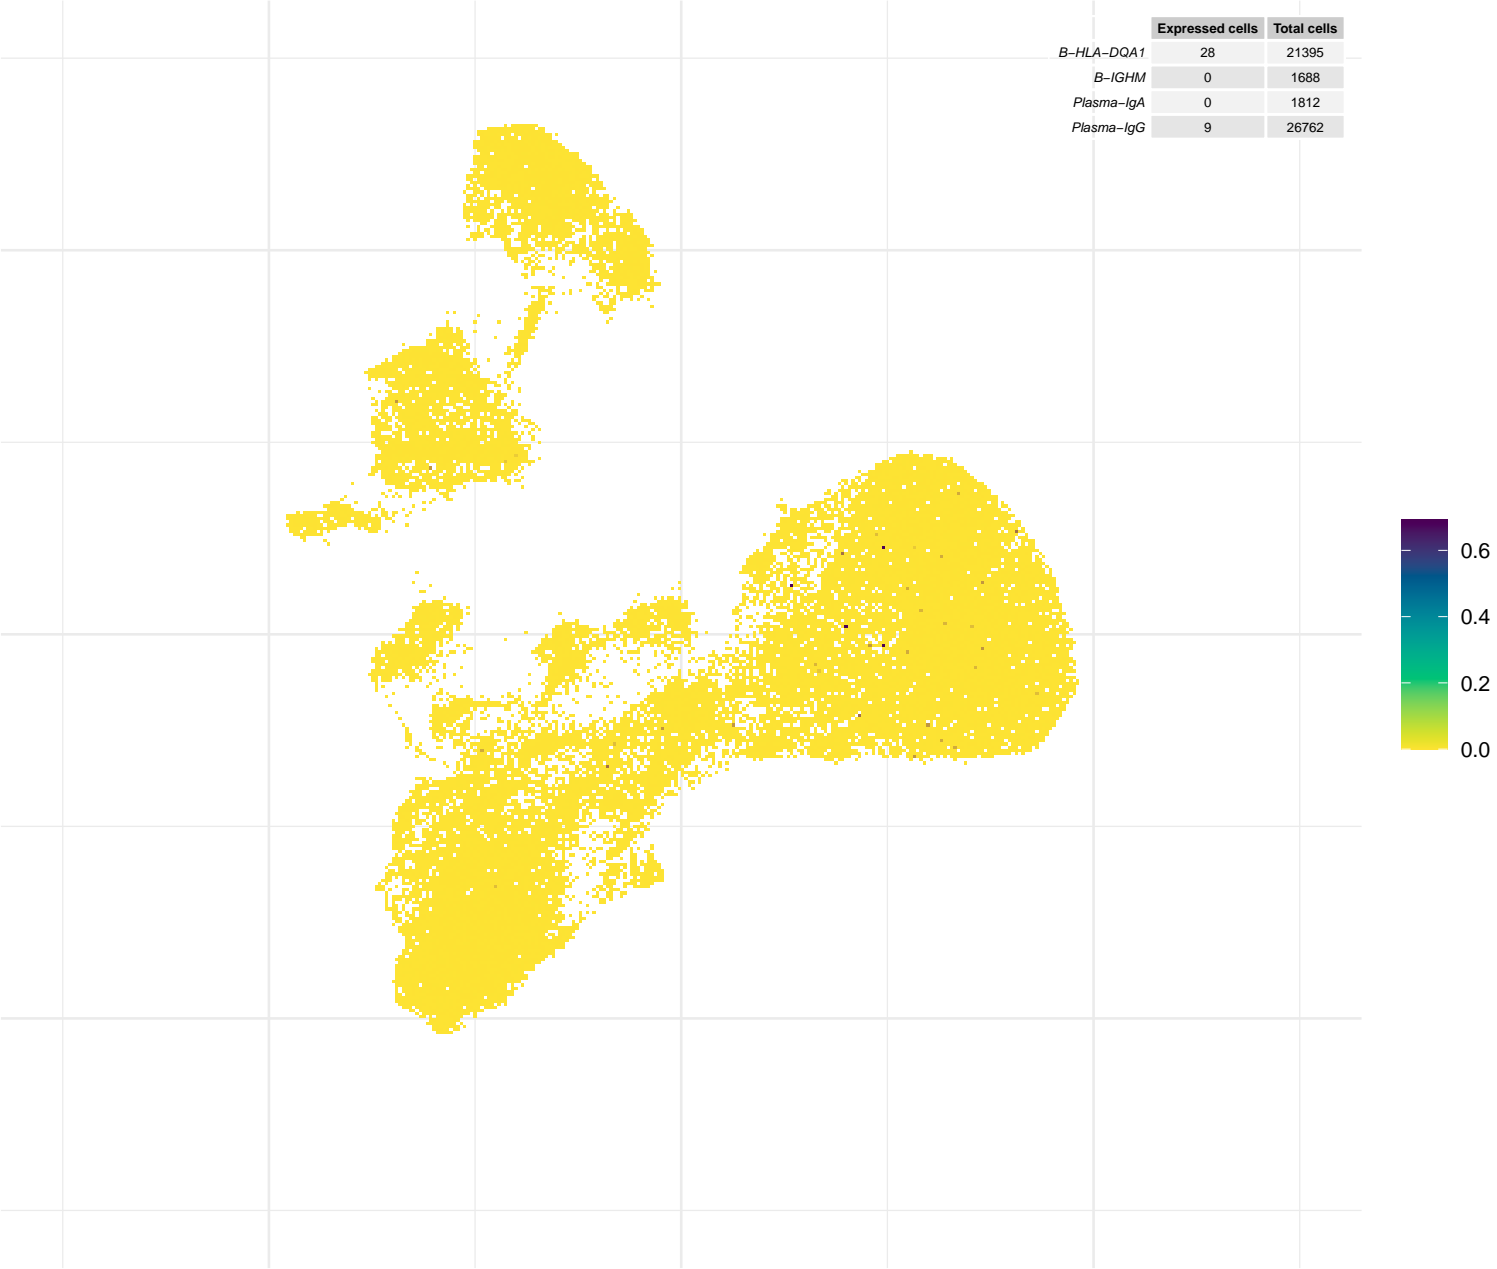 Expressed cells Total cells
B−HLA−DQA1 28 21395
B−IGHM 0 1688
Plasma−IgA 0 1812
Plasma−IgG 9 26762
0.6
0.4
0.2
0.0